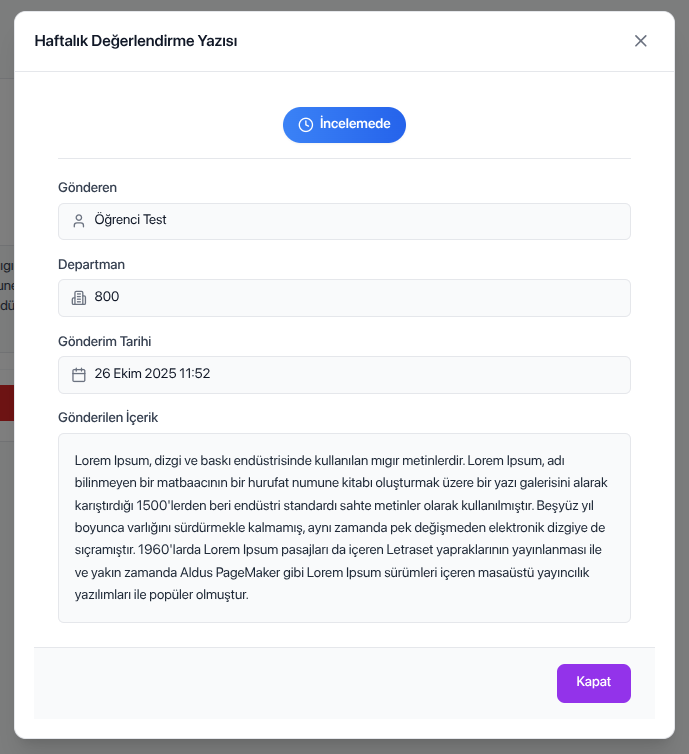 Haftalık Değerlendirme Yazısı
İncelemede
Gönderen
Öğrenci Test
Departman
800
Gönderim Tarihi
26 Ekim 2025 11:52
Gönderilen İçerik
Lorem Ipsum, dizgi ve baskı endüstrisinde kullanılan mıgır metinlerdir. Lorem Ipsum, adı
bilinmeyen bir matbaacının bir hurufat numune kitabı oluşturmak üzere bir yazı galerisini alarak
karıştırdığı 1500'lerden beri endüstri standardı sahte metinler olarak kullanılmıştır. Beşyüz yıl
boyunca varlığını sürdürmekle kalmamış, aynı zamanda pek değişmeden elektronik dizgiye de
sıçramıştır. 1960'larda Lorem Ipsum pasajları da içeren Letraset yapraklarının yayınlanması ile
ve yakın zamanda Aldus PageMaker gibi Lorem Ipsum sürümleri içeren masaüstü yayıncılık
yazılımları ile popüler olmuştur.
Kapat